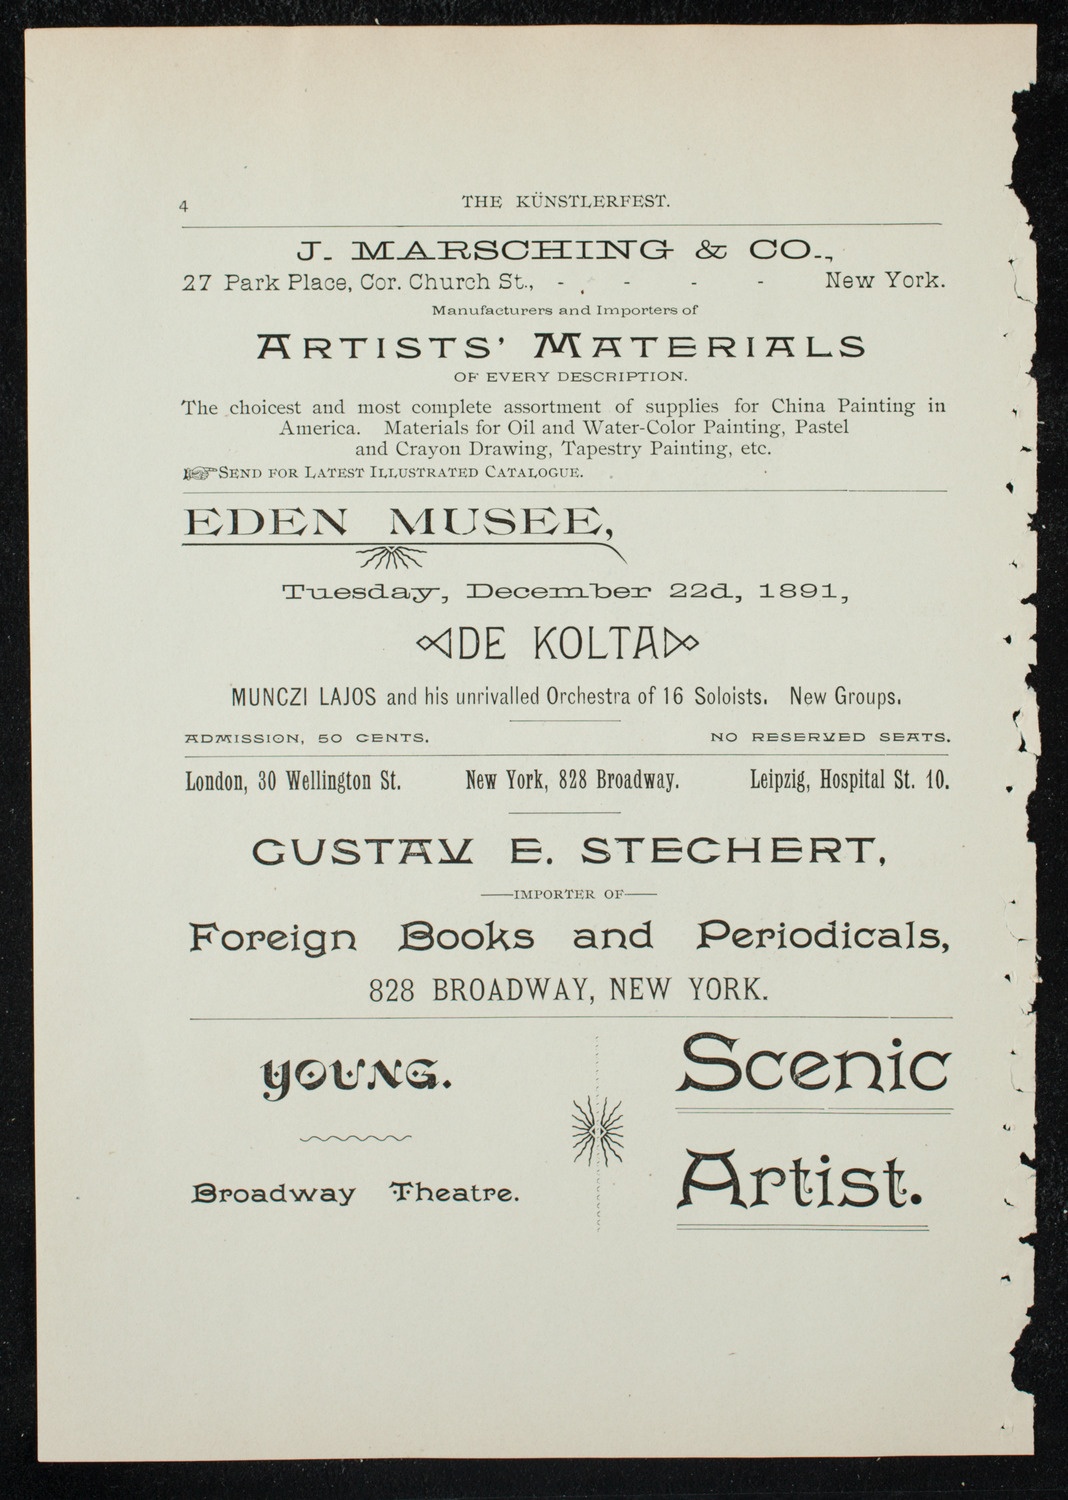 4 THE KÜNSTLERFEST.
J. MARSCHING & CO.,
27 Park Place, Cor. Church St., - - - - New York.
Manufacturers and Importers of
ARTISTS' MATERIALS
OF EVERY DESCRIPTION.
The choicest and most complete assortment of supplies for China Painting in
America. Materials for Oil and Water-Color Painting, Pastel
and Crayon Drawing, Tapestry Painting, etc.
☞ SEND FOR LATEST ILLUSTRATED CATALOGUE.
EDEN MUSEE,
Tuesday, December 22d, 1891,
DE KOLTA
MUNCZI LAJOS and his unrivalled Orchestra of 16 Soloists. New Groups.
ADMISSION, 50 CENTS. NO RESERVED SEATS.
London, 30 Wellington St. New York, 828 Broadway. Leipzig, Hospital St. 10.
GUSTAV E. STECHERT,
—IMPORTER OF—
Foreign Books and Periodicals,
828 BROADWAY, NEW YORK.
YOUNG.
Broadway Theatre.
Scenic
Artist.